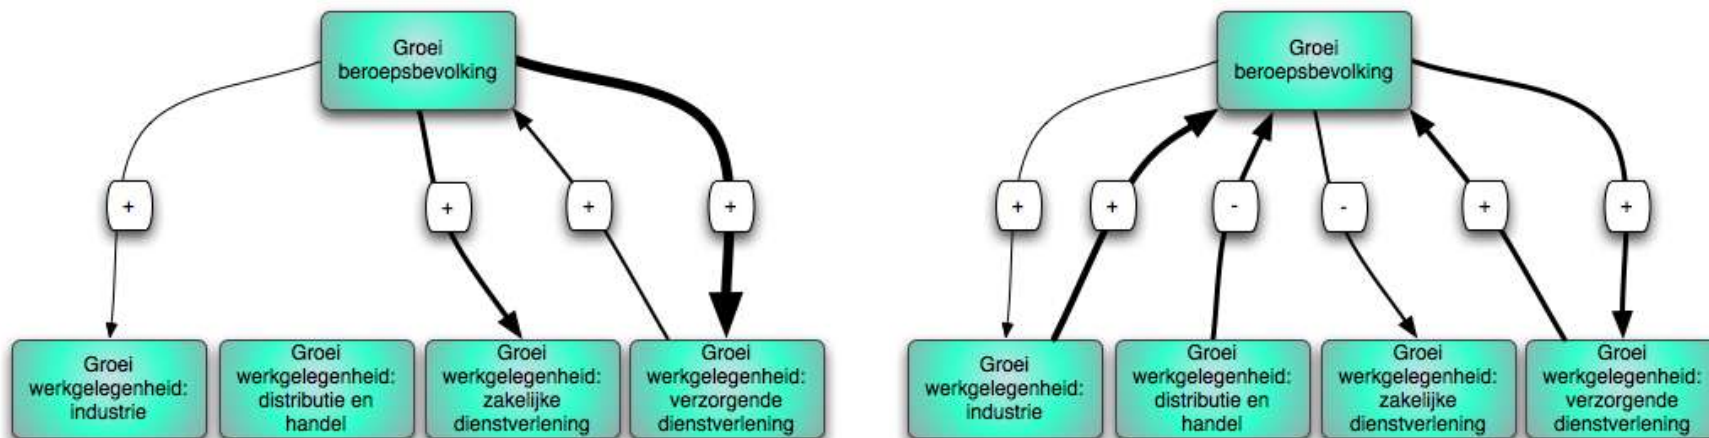 Groei
beroepsbevolking
+
+
+
+
Groei
werkgelegenheid:
industrie
Groei
werkgelegenheid:
distributie en
handel
Groei
werkgelegenheid:
zakelijke
dienstverlening
Groei
werkgelegenheid:
verzorgende
dienstverlening
Groei
beroepsbevolking
+
+
-
-
+
+
Groei
werkgelegenheid:
industrie
Groei
werkgelegenheid:
distributie en
handel
Groei
werkgelegenheid:
zakelijke
dienstverlening
Groei
werkgelegenheid:
verzorgende
dienstverlening